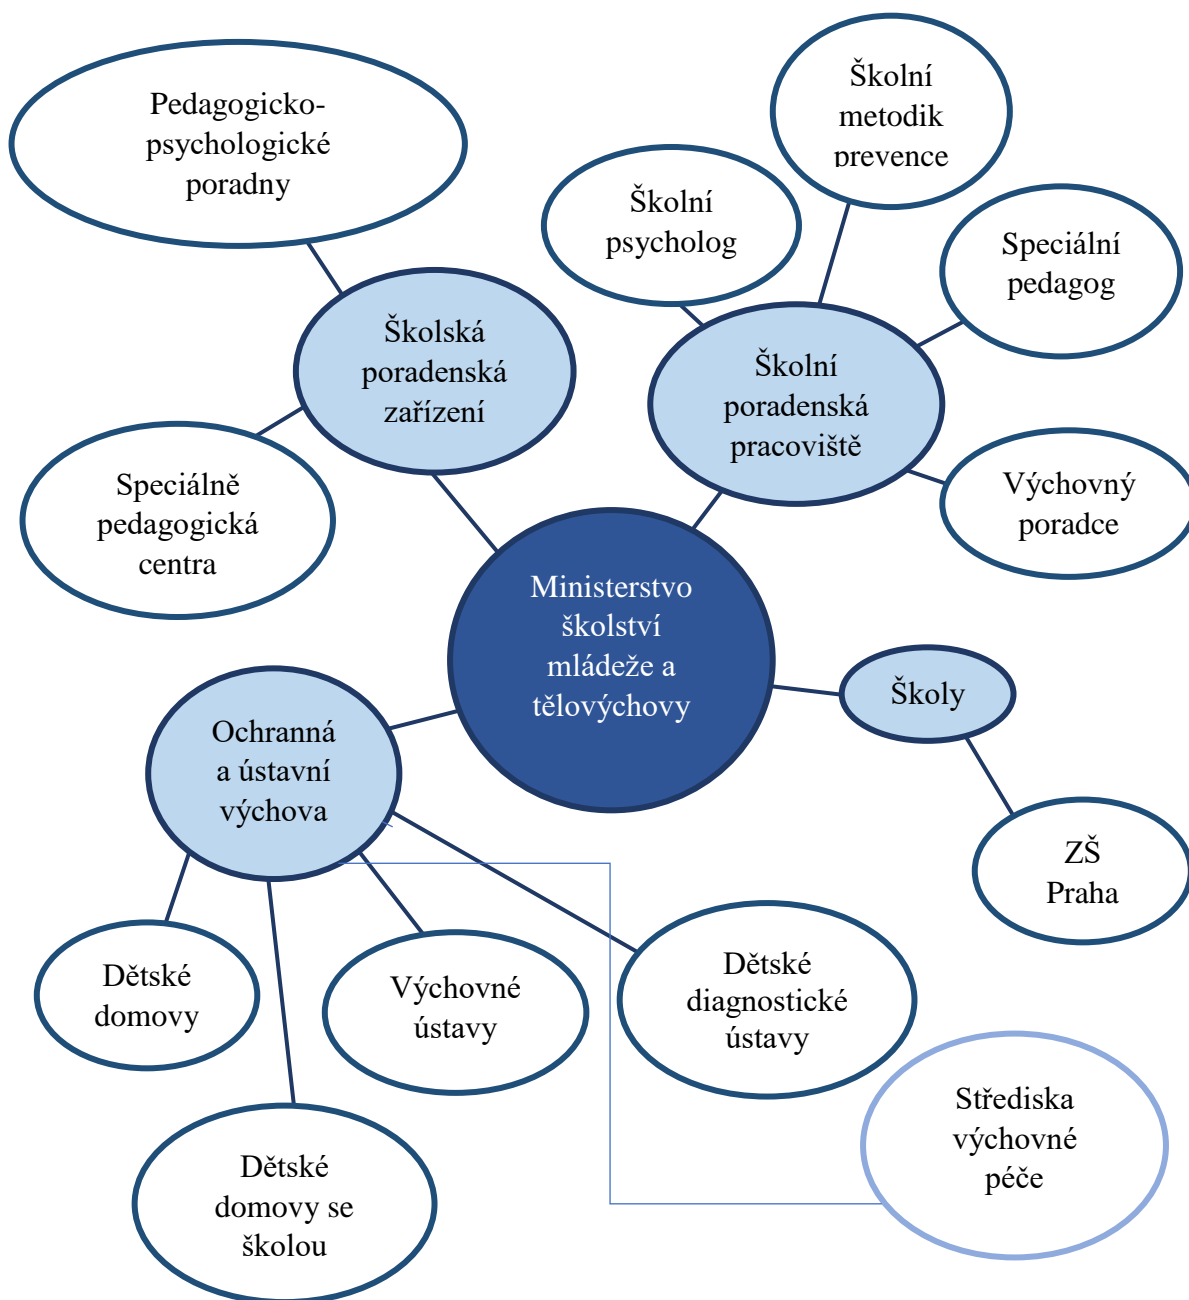 Pedagogicko-
psychologické
poradny
Školní
metodik
prevence
Školní
psycholog
Speciální
pedagog
Školská
poradenská
zařízení
Školní
poradenská
pracoviště
Speciálně
pedagogická
centra
Výchovný
poradce
Ministerstvo
školství
mládeže a
tělovýchovy
Školy
Ochranná
a ústavní
výchova
ZŠ
Praha
Dětské
domovy
Výchovné
ústavy
Dětské
diagnostické
ústavy
Střediska
výchovné
péče
Dětské
domovy se
školou